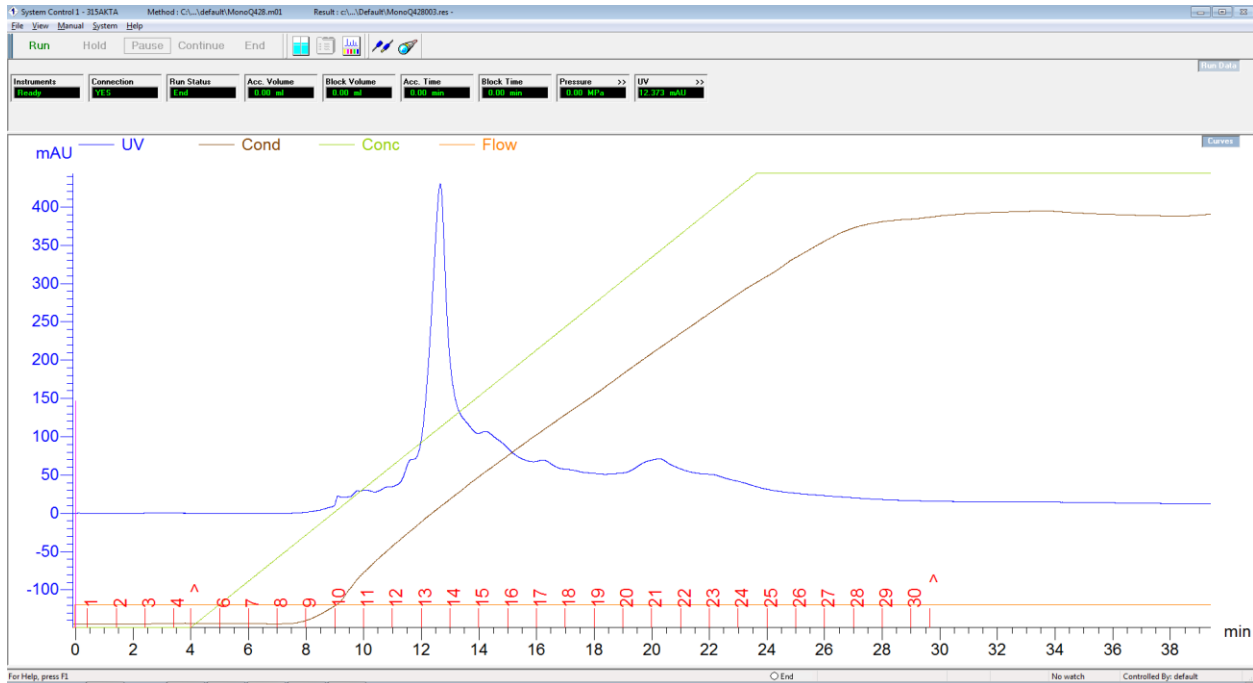 System Control 1 - 315AKTA Method : C:\...\default\MonoQ428.m01 Result : c:\...\Default\MonoQ428003.res -
File View Manual System Help
Run Hold Pause Continue End
Run Data
Instruments Connection Run Status Acc. Volume Block Volume Acc. Time Block Time Pressure >> UV >>
Ready YES End 0.00 ml 0.00 ml 0.00 min 0.00 min 0.00 MPa 12.373 mAU
Curves
mAU UV Cond Conc Flow
400
350
300
250
200
150
100
50
0
-50
-100
1 2 3 4 ^ 6 7 8 9 10 11 12 13 14 15 16 17 18 19 20 21 22 23 24 25 26 27 28 29 30 ^
0 2 4 6 8 10 12 14 16 18 20 22 24 26 28 30 32 34 36 38 min
For Help, press F1 End No watch Controlled By: default